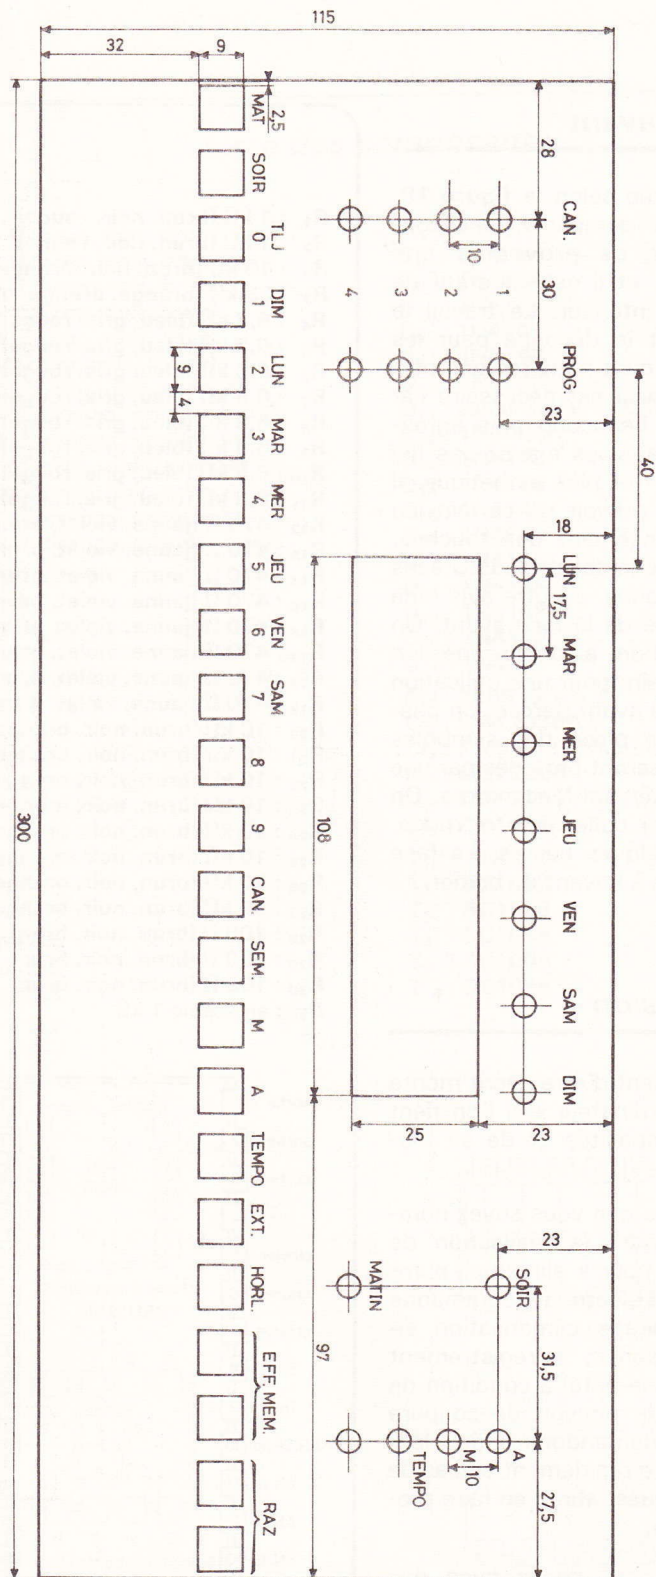 115
32
9
28
30
40
31,5
27,5
23
18
23
23
CAN.
PROG.
LUN
MAR
MER
JEU
VEN
SAM
DIM
17,5
SOIR
A
10
1
2
3
4
M
10
TEMPO
MATIN
25
108
97
2,5
MAT
SOIR
TLJ
DIM
LUN
MAR
MER
JEU
VEN
SAM
0
1
2
3
4
5
6
7
8
9
CAN.
SEM.
M
A
TEMPO
EXT.
HORL.
EFF. MEM.
RAZ
9
4
300